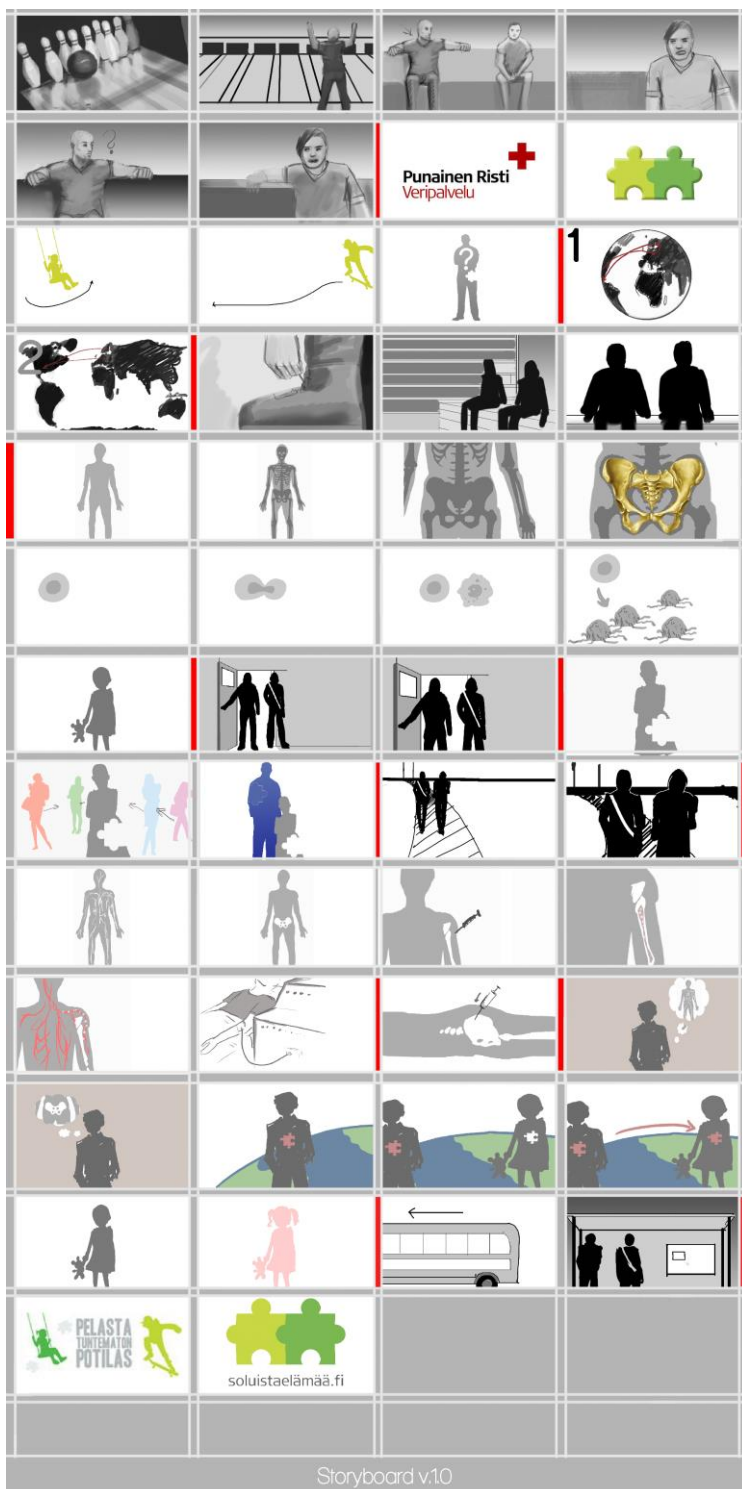 ?
Punainen Risti
Veripalvelu
?
1
2
PELASTA
TUNTEMATON
POTILAS
soluistaelämää.fi
Storyboard v.1.0